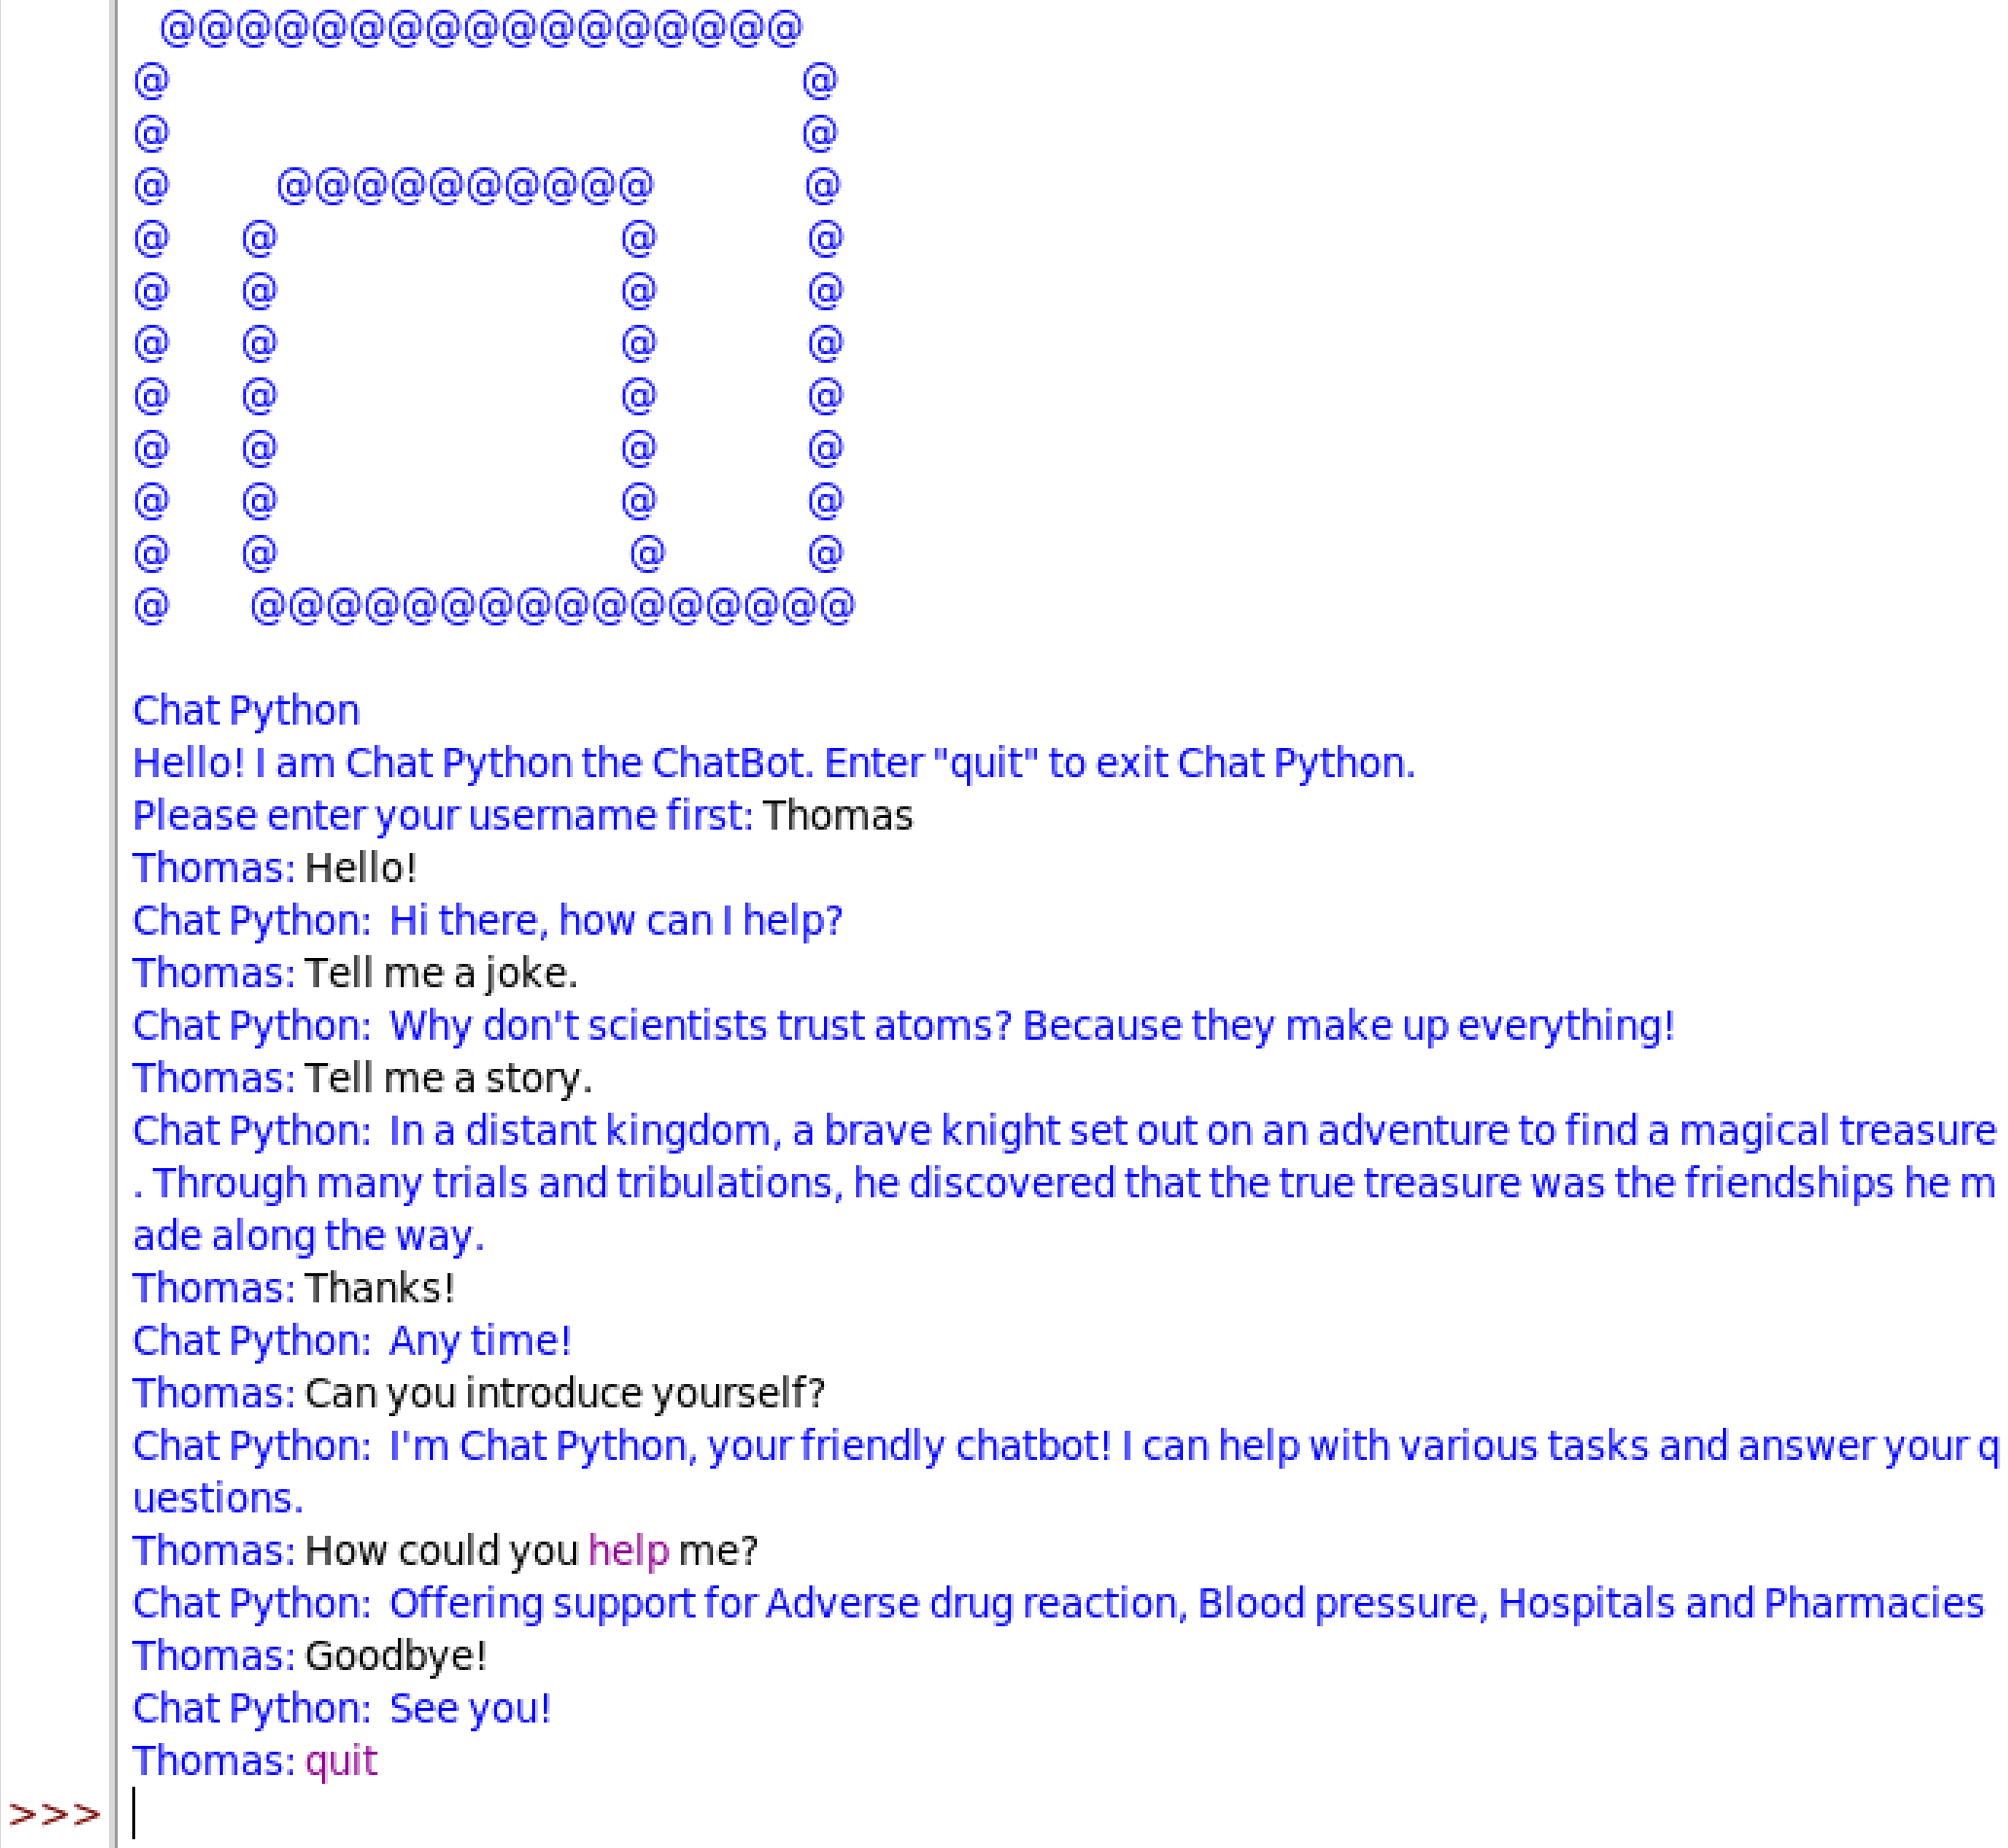 @@@@@@@@@@@@@@@@@
@ @
@ @
@ @@@@@@@@@@ @
@ @ @ @
@ @ @ @
@ @ @ @
@ @ @ @
@ @ @ @
@ @ @ @
@ @ @ @
@ @@@@@@@@@@@@@@@@
Chat Python
Hello! I am Chat Python the ChatBot. Enter "quit" to exit Chat Python.
Please enter your username first: Thomas
Thomas: Hello!
Chat Python:  Hi there, how can I help?
Thomas: Tell me a joke.
Chat Python:  Why don't scientists trust atoms? Because they make up everything!
Thomas: Tell me a story.
Chat Python:  In a distant kingdom, a brave knight set out on an adventure to find a magical treasure
. Through many trials and tribulations, he discovered that the true treasure was the friendships he m
ade along the way.
Thomas: Thanks!
Chat Python:  Any time!
Thomas: Can you introduce yourself?
Chat Python:  I'm Chat Python, your friendly chatbot! I can help with various tasks and answer your q
uestions.
Thomas: How could you help me?
Chat Python:  Offering support for Adverse drug reaction, Blood pressure, Hospitals and Pharmacies
Thomas: Goodbye!
Chat Python:  See you!
Thomas: quit
>>>